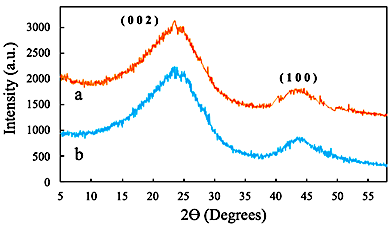 ( 0 0 2 )
( 1 0 0 )
3000
2500
2000
1500
1000
500
0
Intensity (a.u.)
a
b
5 10 15 20 25 30 35 40 45 50 55
2Θ (Degrees)